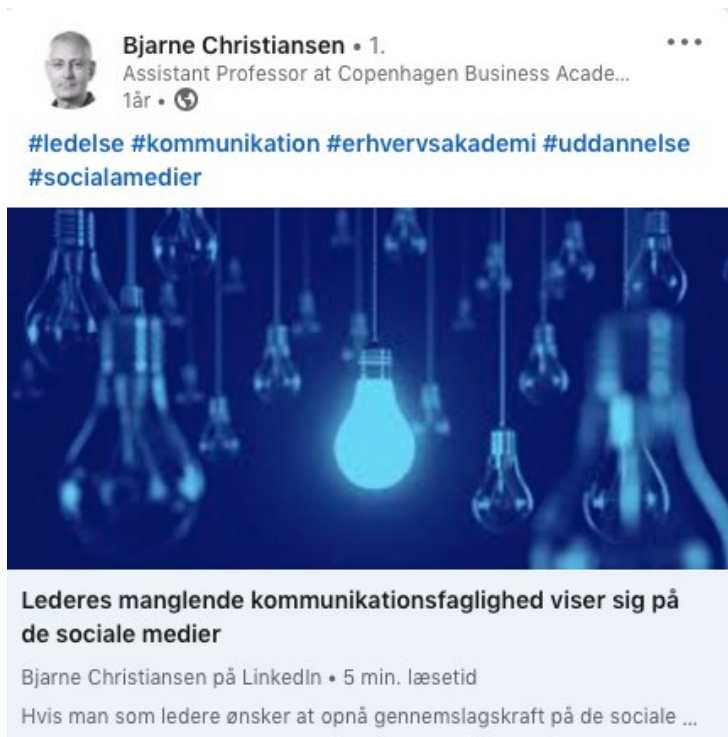 Bjarne Christiansen • 1.
Assistant Professor at Copenhagen Business Acade...
1år •
#ledelse #kommunikation #erhvervsakademi #uddannelse
#socialamedier
Lederes manglende kommunikationsfaglighed viser sig på
de sociale medier
Bjarne Christiansen på LinkedIn • 5 min. læsetid
Hvis man som ledere ønsker at opnå gennemslagskraft på de sociale ...